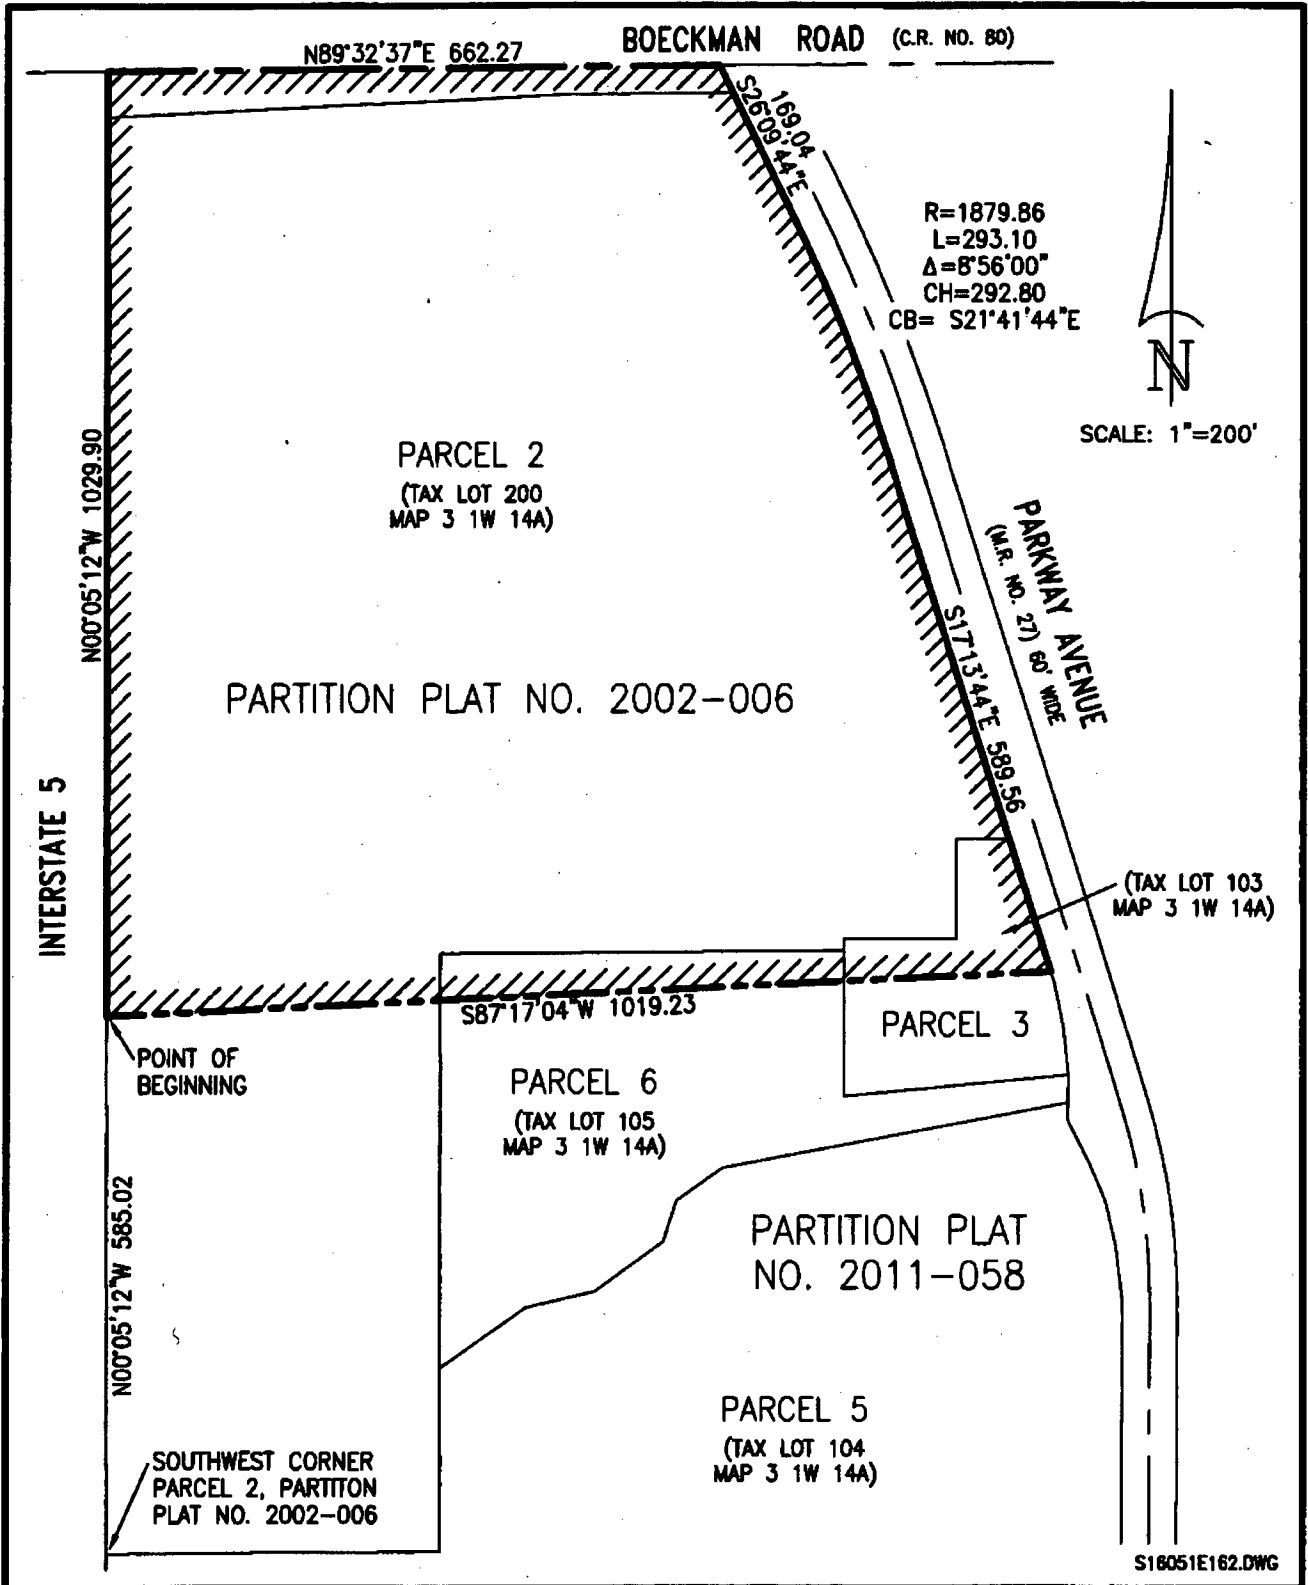 BOECKMAN ROAD (C.R. NO. 80)
N89°32'37"E 662.27
169.04
S26°09'44"E
R=1879.86
L=293.10
Δ=8°56'00"
CH=292.80
CB= S21°41'44"E
N
SCALE: 1"=200'
PARCEL 2
(TAX LOT 200
MAP 3 1W 14A)
N00°05'12"W 1029.90
PARKWAY AVENUE
(M.R. NO. 27) 60' WIDE
S17°13'44"E 589.56
PARTITION PLAT NO. 2002-006
INTERSTATE 5
(TAX LOT 103
MAP 3 1W 14A)
S87°17'04"W 1019.23
PARCEL 3
POINT OF
BEGINNING
PARCEL 6
(TAX LOT 105
MAP 3 1W 14A)
N00°05'12"W 585.02
PARTITION PLAT
NO. 2011-058
PARCEL 5
(TAX LOT 104
MAP 3 1W 14A)
SOUTHWEST CORNER
PARCEL 2, PARTITON
PLAT NO. 2002-006
S16051E162.DWG